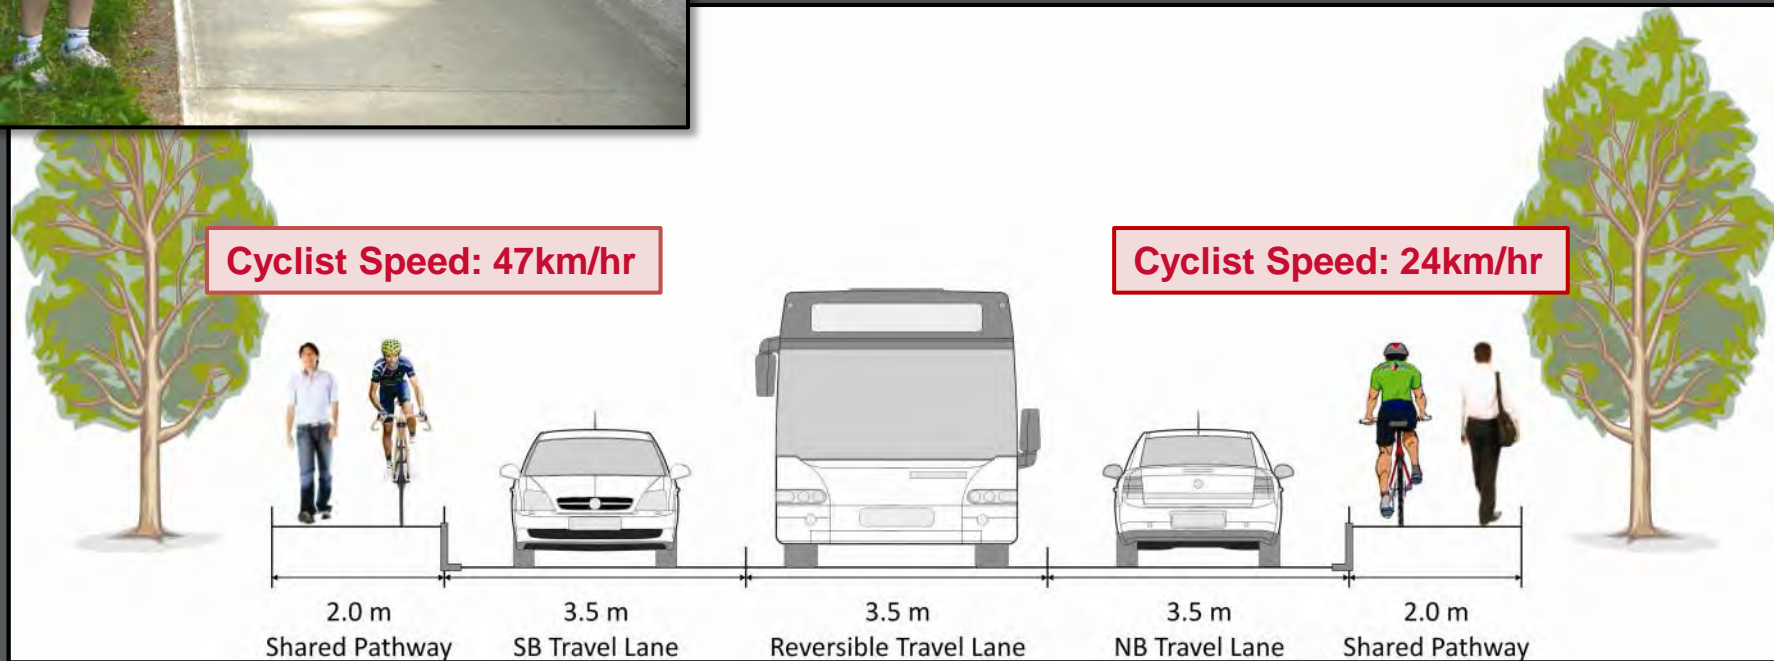 Cyclist Speed: 47km/hr
Cyclist Speed: 24km/hr
2.0 m
Shared Pathway
3.5 m
SB Travel Lane
3.5 m
Reversible Travel Lane
3.5 m
NB Travel Lane
2.0 m
Shared Pathway